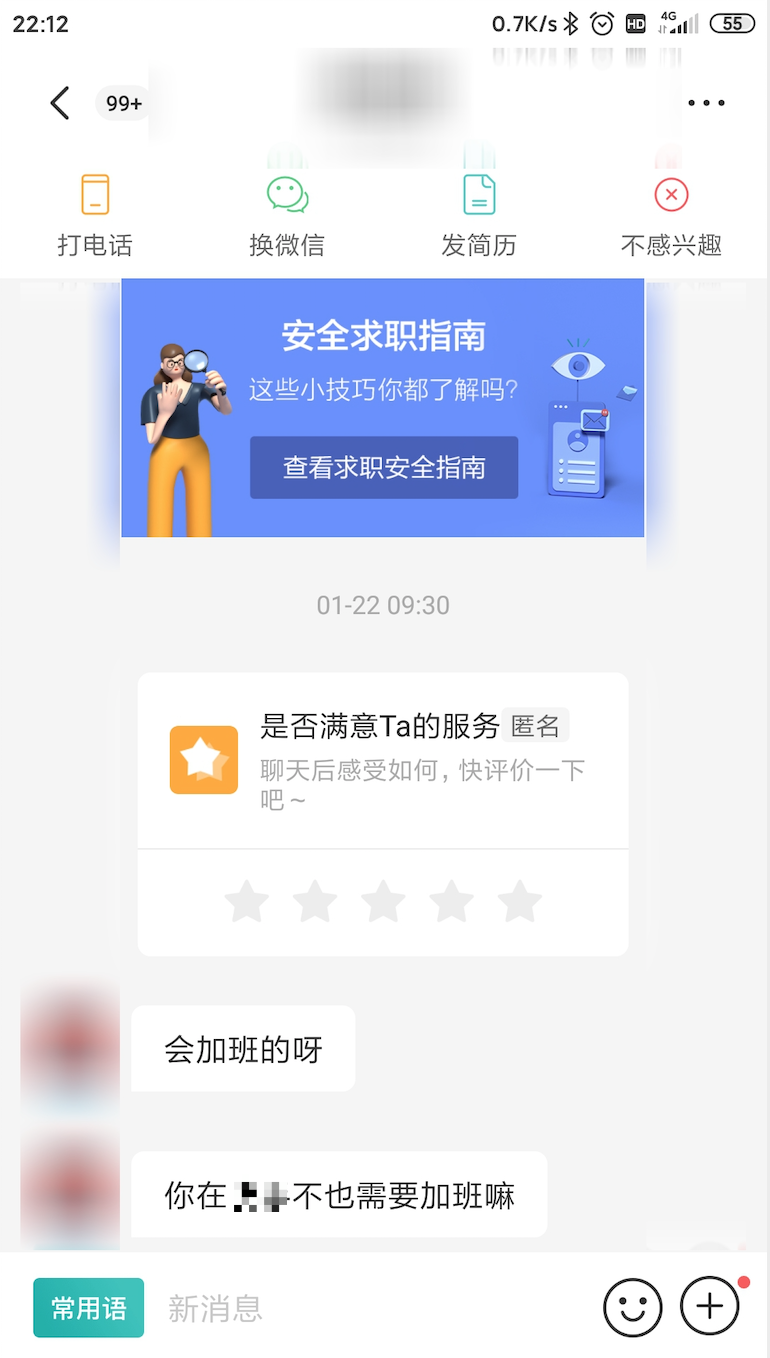 22:12
0.7K/s
HD
4G
55
99+
打电话
换微信
发简历
不感兴趣
安全求职指南
这些小技巧你都了解吗?
查看求职安全指南
01-22 09:30
是否满意Ta的服务 匿名
聊天后感受如何，快评价一下
吧～
会加班的呀
你在 不也需要加班嘛
常用语
新消息